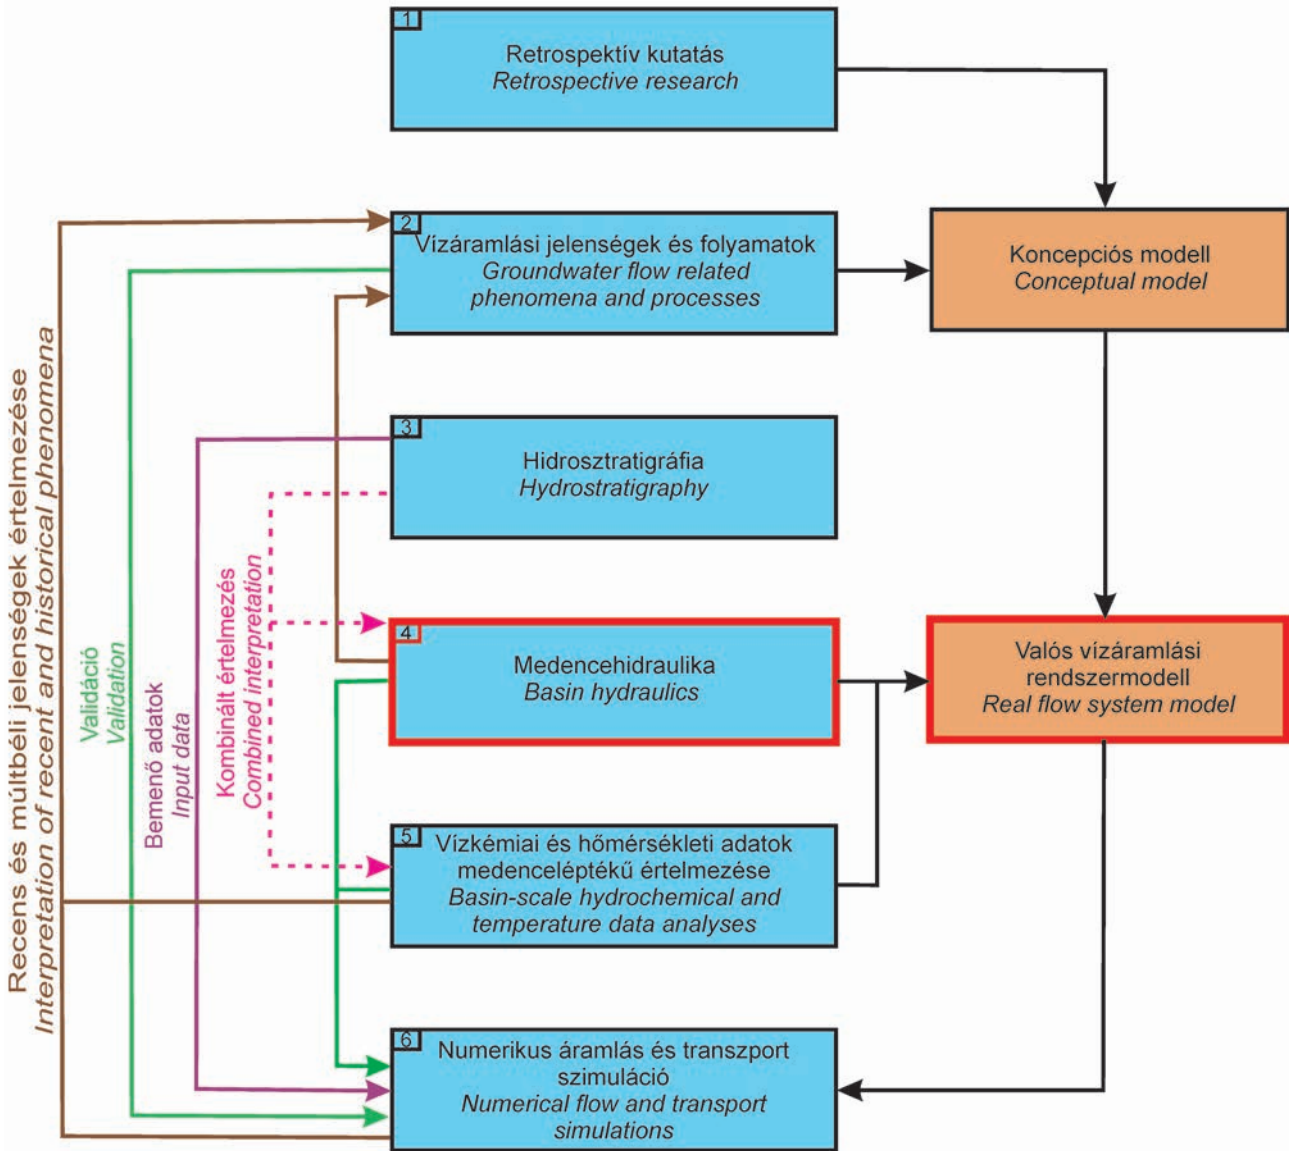 1
Retrospektív kutatás
Retrospective research
2
Vízáramlási jelenségek és folyamatok
Groundwater flow related
phenomena and processes
Koncepciós modell
Conceptual model
3
Hidrosztratigráfia
Hydrostratigraphy
4
Medencehidraulika
Basin hydraulics
Valós vízáramlási
rendszermodell
Real flow system model
5
Vízkémiai és hőmérsékleti adatok
medenceléptékű értelmezése
Basin-scale hydrochemical and
temperature data analyses
6
Numerikus áramlás és transzport
szimuláció
Numerical flow and transport
simulations
Recens és múltbéli jelenségek értelmezése
Interpretation of recent and historical phenomena
Validáció
Validation
Bemenő adatok
Input data
Kombinált értelmezés
Combined interpretation